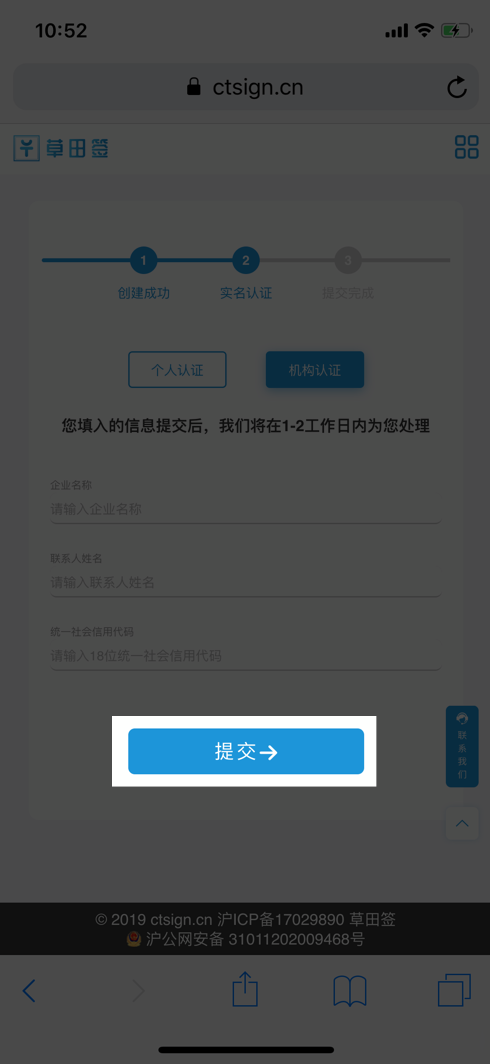 10:52
ctsign.cn
草田签
1 2 3
创建成功 实名认证 提交完成
个人认证 机构认证
您填入的信息提交后，我们将在1-2工作日内为您处理
企业名称
请输入企业名称
联系人姓名
请输入联系人姓名
统一社会信用代码
请输入18位统一社会信用代码
提交→
联
系
我
们
© 2019 ctsign.cn 沪ICP备17029890 草田签
沪公网安备 31011202009468号